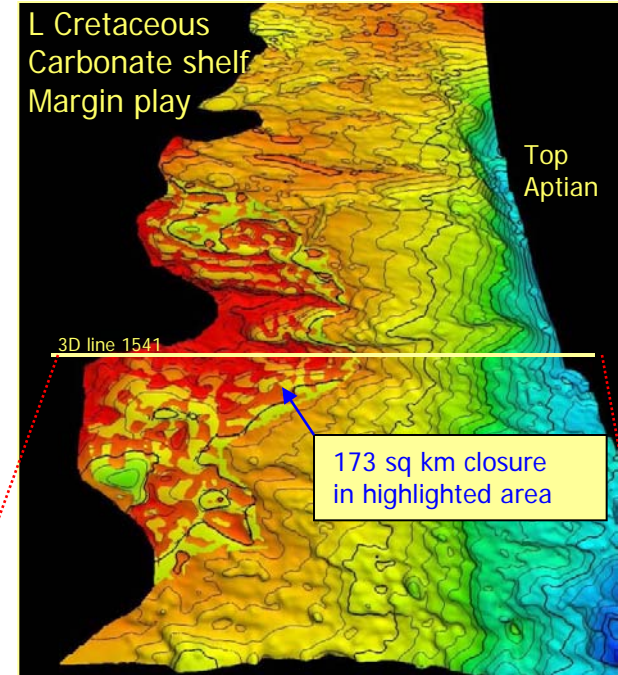 L Cretaceous
Carbonate shelf
Margin play
Top
Aptian
3D line 1541
173 sq km closure
in highlighted area